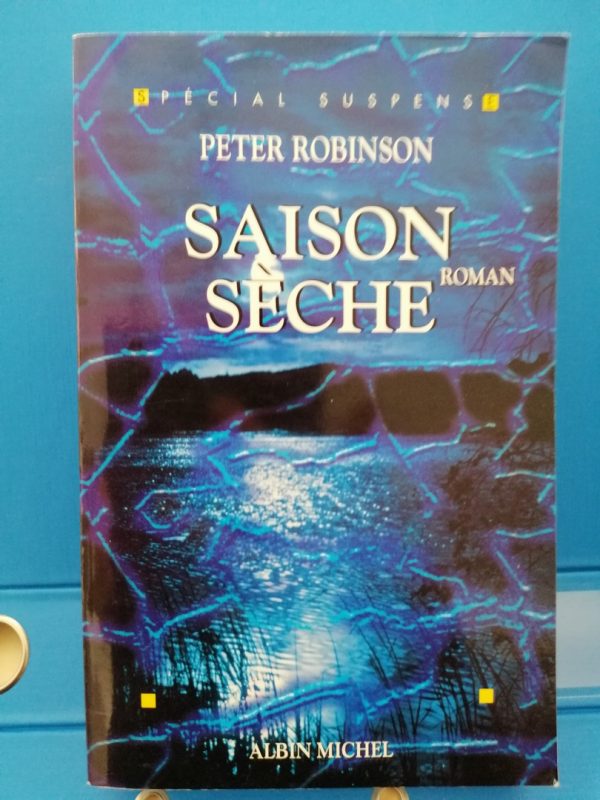 SPÉCIAL SUSPENSE
PETER ROBINSON
SAISON
SÈCHE
ROMAN
ALBIN MICHEL